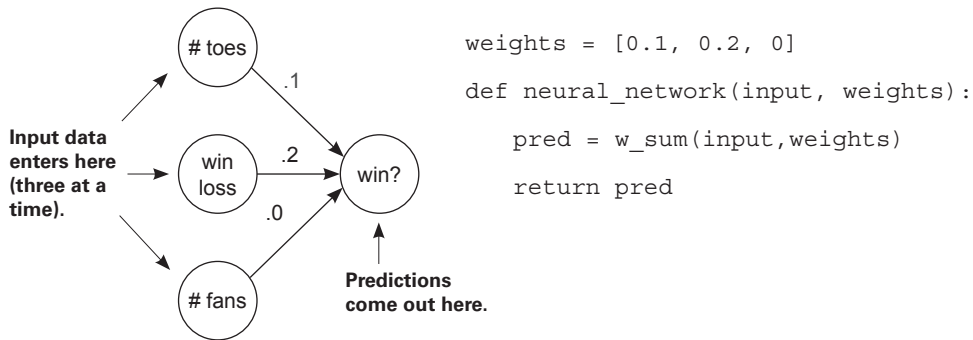 # toes
.1
Input data
enters here
(three at a
time).
win
loss
.2
win?
.0
# fans
Predictions
come out here.
weights = [0.1, 0.2, 0]
def neural_network(input, weights):
pred = w_sum(input,weights)
return pred